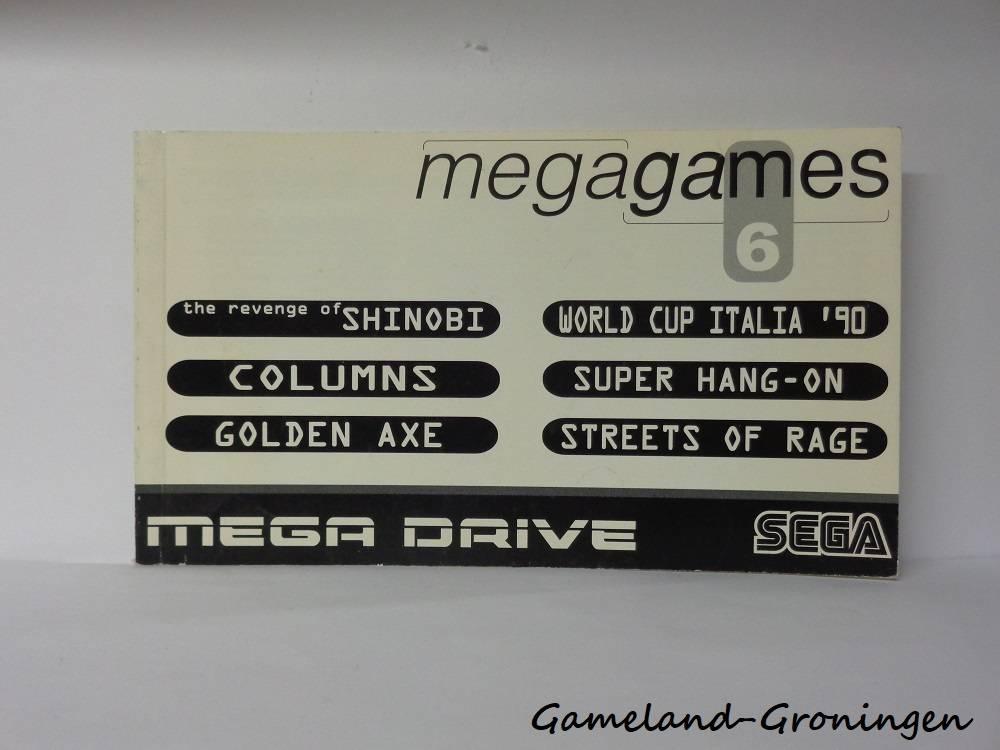 megagames
6
the revenge of SHINOBI
COLUMNS
GOLDEN AXE
WORLD CUP ITALIA '90
SUPER HANG-ON
STREETS OF RAGE
MEGA DRIVE
SEGA
Gameland-Groningen